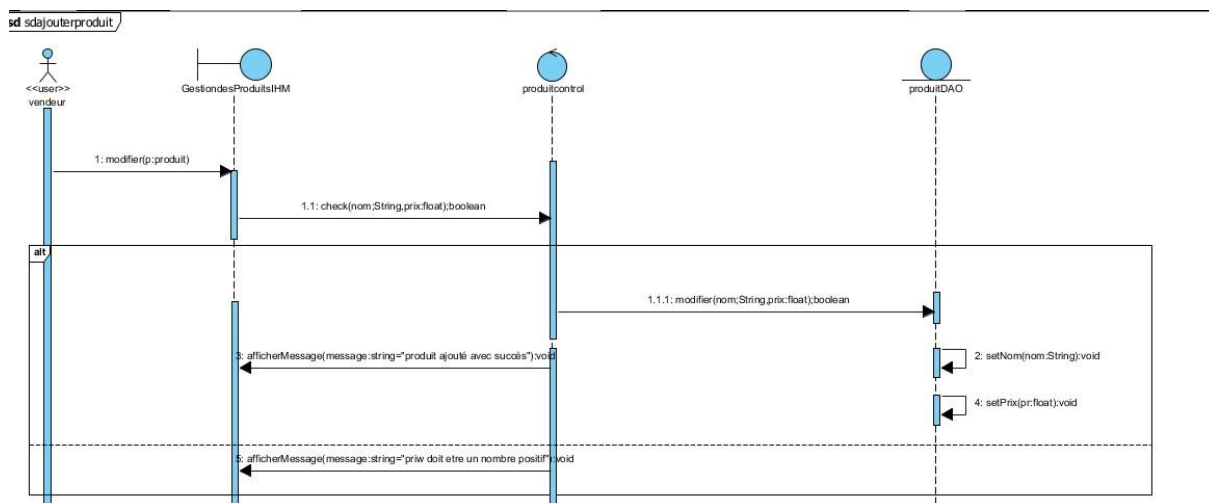 sd sdajouterproduit
<<user>>
vendeur
GestiondesProduitsIHM
produitcontrol
produitDAO
1: modifier(p:produit)
1.1: check(nom;String,prix:float);boolean
alt
1.1.1: modifier(nom;String,prix:float);boolean
3: afficherMessage(message:string="produit ajouté avec succés"):void
2: setNom(nom:String):void
4: setPrix(pr:float):void
5: afficherMessage(message:string="priw doit etre un nombre positif"):void